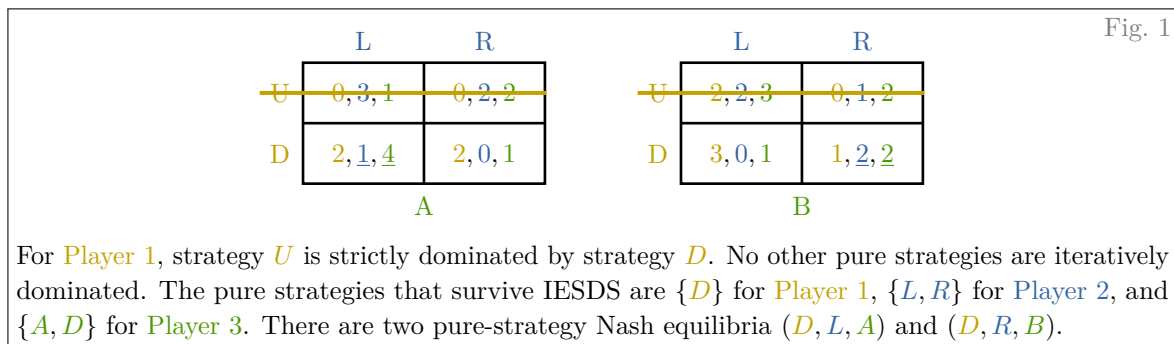 Fig. 1
L R L R
U 0, 3, 1 0, 2, 2 U 2, 2, 3 0, 1, 2
D 2, 1, 4 2, 0, 1 D 3, 0, 1 1, 2, 2
A B
For Player 1, strategy U is strictly dominated by strategy D. No other pure strategies are iteratively
dominated. The pure strategies that survive IESDS are {D} for Player 1, {L, R} for Player 2, and
{A, D} for Player 3. There are two pure-strategy Nash equilibria (D, L, A) and (D, R, B).